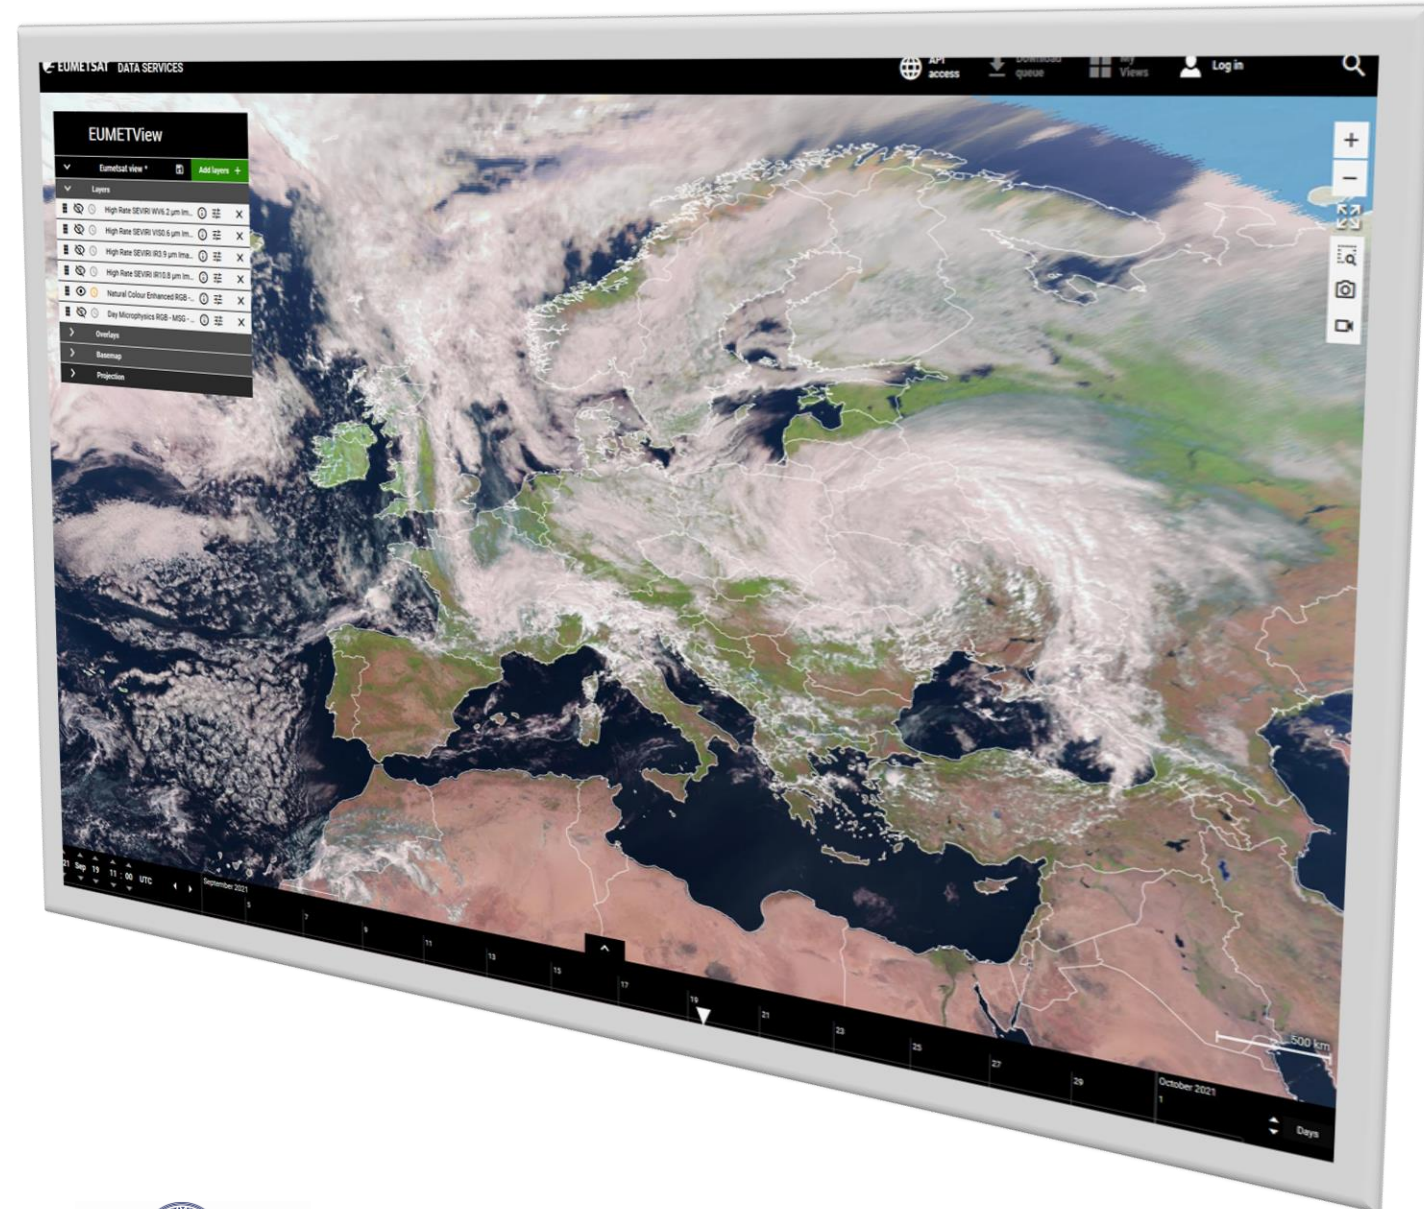 EUMETSAT DATA SERVICES
API access
Download queue
My Views
Log in
EUMETView
Eumetsat view *
Add layers +
Layers
High Rate SEVIRI WV6.2 µm Im...
High Rate SEVIRI VIS0.6 µm Im...
High Rate SEVIRI IR3.9 µm Ima...
High Rate SEVIRI IR10.8 µm Im...
Natural Colour Enhanced RGB -...
Day Microphysics RGB - MSG -...
Overlays
Basemap
Projection
21 Sep 19 11 : 00 UTC
September 2021
5 7 9 11 13 15 17 19 21 23 25 27 29
October 2021
1
500 km
Days